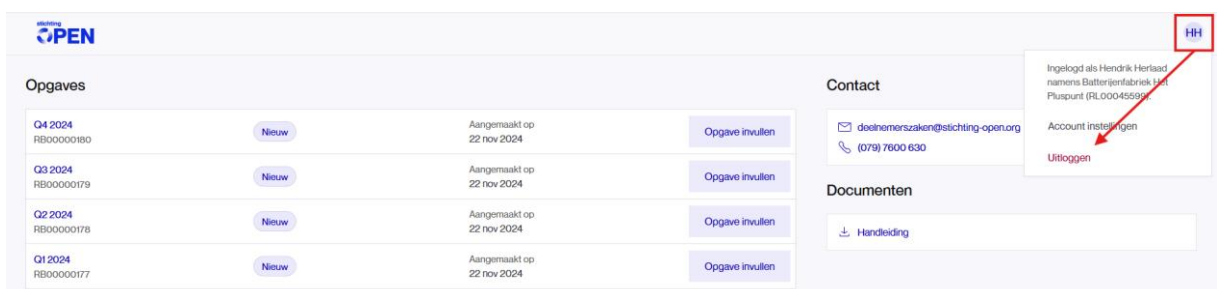 stichting
OPEN
HH
Opgaves
Q4 2024
RB00000180
Nieuw
Aangemaakt op
22 nov 2024
Opgave invullen
Q3 2024
RB00000179
Nieuw
Aangemaakt op
22 nov 2024
Opgave invullen
Q2 2024
RB00000178
Nieuw
Aangemaakt op
22 nov 2024
Opgave invullen
Q1 2024
RB00000177
Nieuw
Aangemaakt op
22 nov 2024
Opgave invullen
Contact
deelnemerszaken@stichting-open.org
(079) 7600 630
Documenten
Handleiding
Ingelogd als Hendrik Herlaad
namens Batterijenfabriek Het
Pluspunt (RL00045599).
Account instellingen
Uitloggen